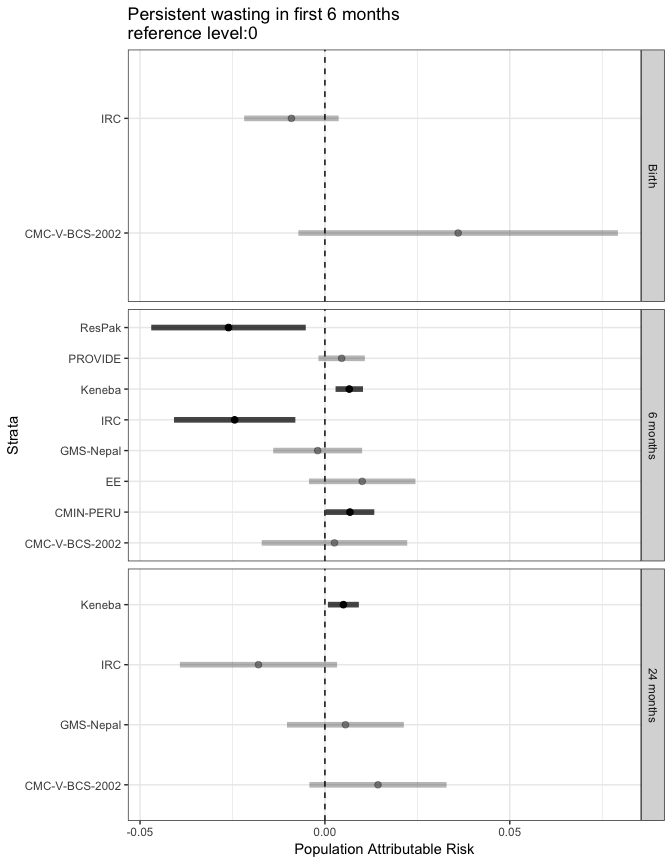 Persistent wasting in first 6 months
reference level:0
Strata
IRC
CMC-V-BCS-2002
Birth
ResPak
PROVIDE
Keneba
IRC
GMS-Nepal
EE
CMIN-PERU
CMC-V-BCS-2002
6 months
Keneba
IRC
GMS-Nepal
CMC-V-BCS-2002
24 months
-0.05 0.00 0.05
Population Attributable Risk